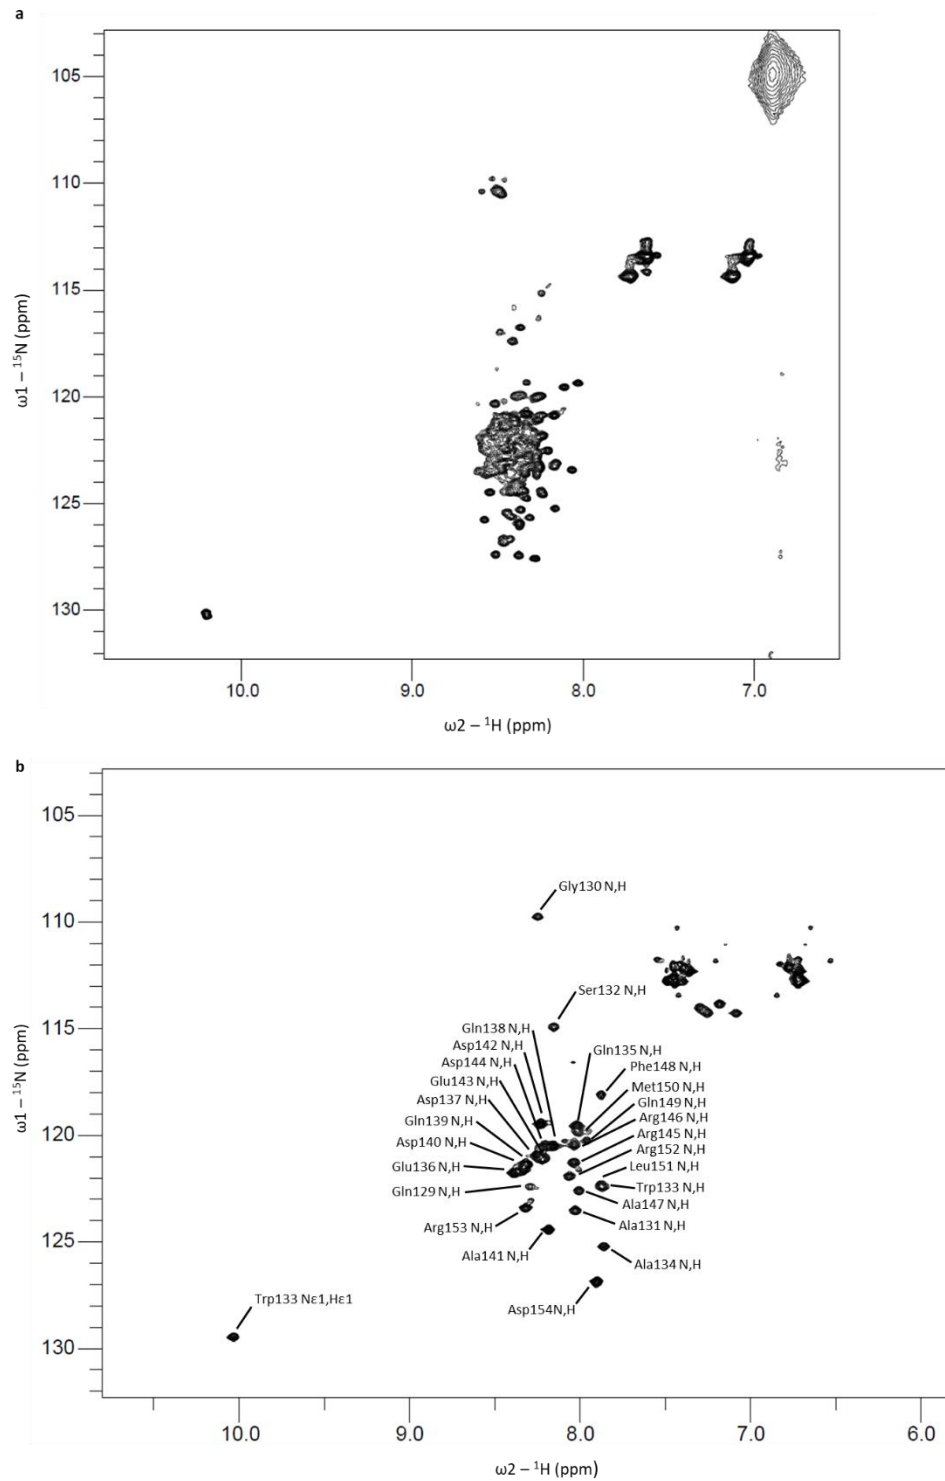 a
105
110
115
120
125
130
ω1 – ¹⁵N (ppm)
10.0 9.0 8.0 7.0
ω2 – ¹H (ppm)
b
105
110
115
120
125
130
ω1 – ¹⁵N (ppm)
Gly130 N,H
Ser132 N,H
Gln138 N,H
Asp142 N,H
Asp144 N,H
Glu143 N,H
Asp137 N,H
Gln139 N,H
Asp140 N,H
Glu136 N,H
Gln129 N,H
Arg153 N,H
Ala141 N,H
Gln135 N,H
Phe148 N,H
Met150 N,H
Gln149 N,H
Arg146 N,H
Arg145 N,H
Arg152 N,H
Leu151 N,H
Trp133 N,H
Ala147 N,H
Ala131 N,H
Ala134 N,H
Asp154N,H
Trp133 Nε1,Hε1
10.0 9.0 8.0 7.0 6.0
ω2 – ¹H (ppm)